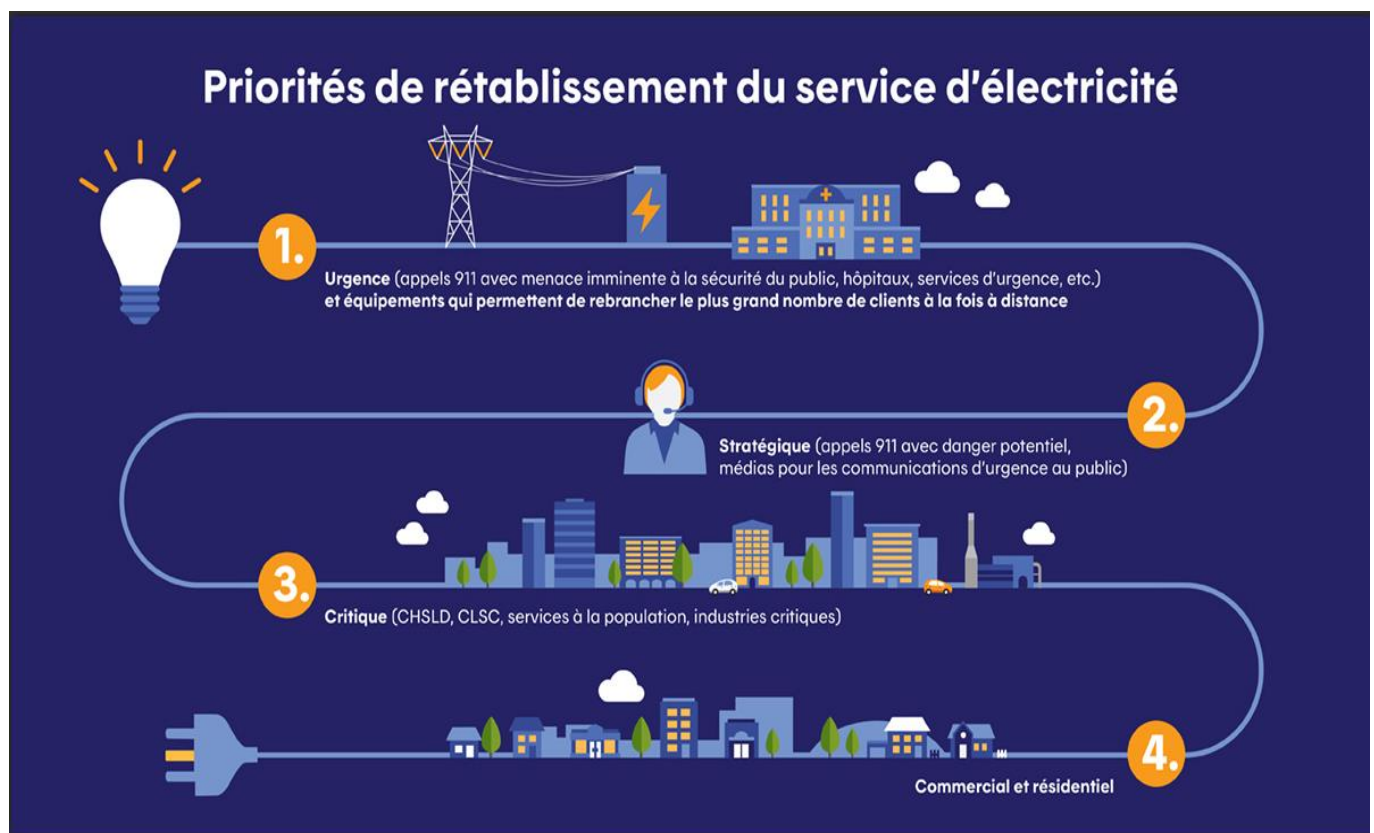 Priorités de rétablissement du service d'électricité
1.
Urgence (appels 911 avec menace imminente à la sécurité du public, hôpitaux, services d'urgence, etc.)
et équipements qui permettent de rebrancher le plus grand nombre de clients à la fois à distance
2.
Stratégique (appels 911 avec danger potentiel,
médias pour les communications d'urgence au public)
3.
Critique (CHSLD, CLSC, services à la population, industries critiques)
4.
Commercial et résidentiel